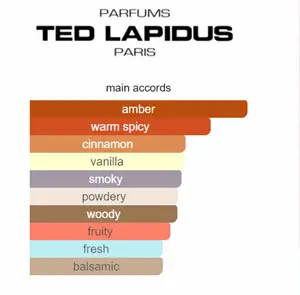 PARFUMS
TED LAPIDUS
PARIS
main accords
amber
warm spicy
cinnamon
vanilla
smoky
powdery
woody
fruity
fresh
balsamic